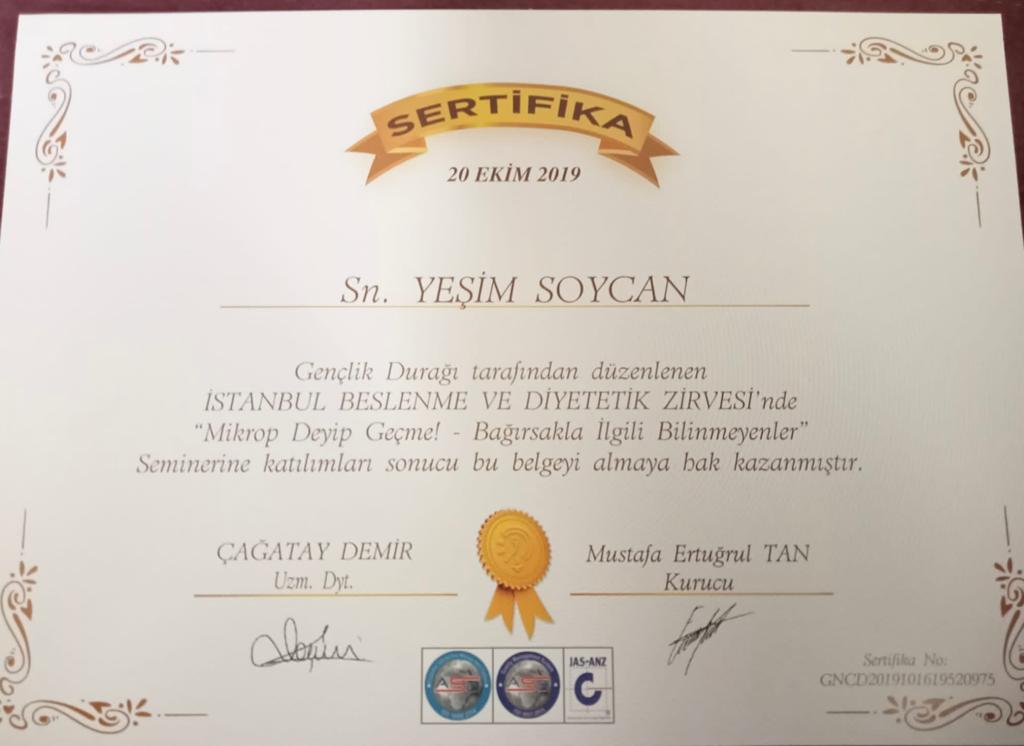 SERTİFİKA
20 EKİM 2019
Sn. YEŞİM SOYCAN
Gençlik Durağı tarafından düzenlenen
İSTANBUL BESLENME VE DİYETETİK ZİRVESİ'nde
“Mikrop Deyip Geçme! - Bağırsakla İlgili Bilinmeyenler”
Seminerine katılımları sonucu bu belgeyi almaya hak kazanmıştır.
ÇAĞATAY DEMİR
Uzm. Dyt.
Mustafa Ertuğrul TAN
Kurucu
JAS-ANZ
Sertifika No:
GNCD2019101619520975